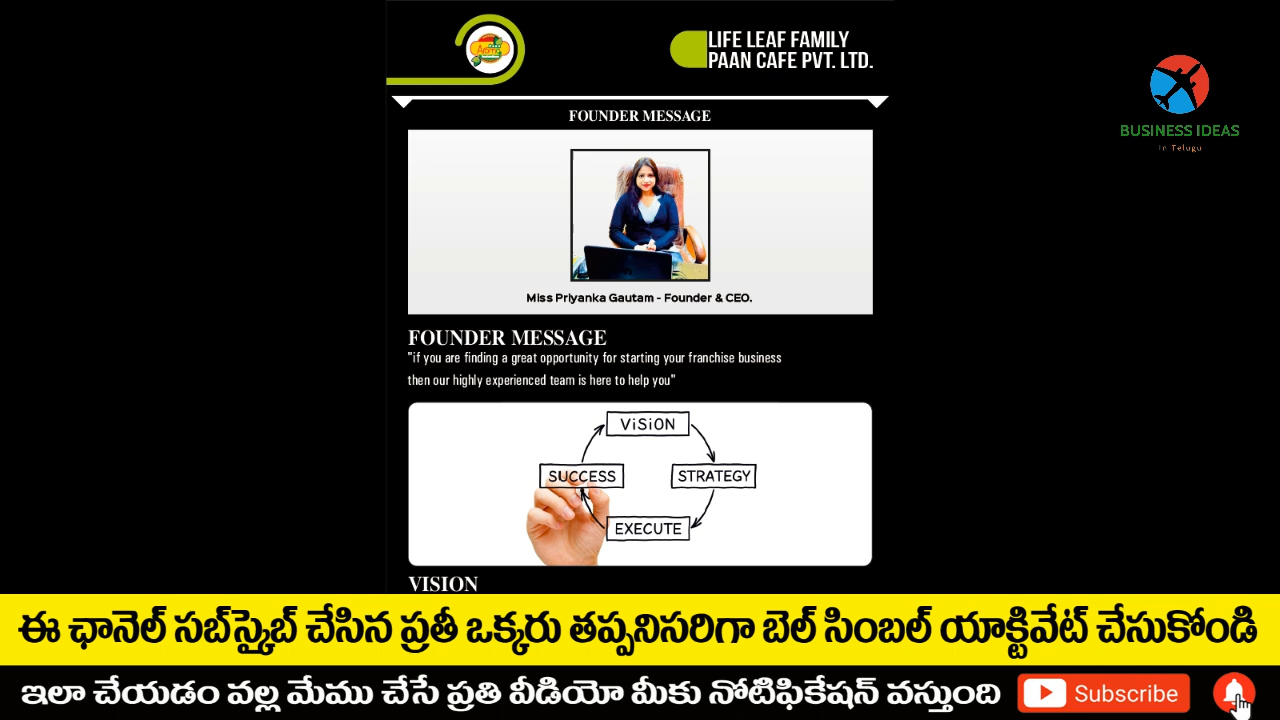 LIFE LEAF FAMILY
PAAN CAFE PVT. LTD.
BUSINESS IDEAS
In Telugu
FOUNDER MESSAGE
Miss Priyanka Gautam - Founder & CEO.
FOUNDER MESSAGE
"if you are finding a great opportunity for starting your franchise business
then our highly experienced team is here to help you"
ViSiON
SUCCESS
STRATEGY
EXECUTE
VISION
ఈ ఛానెల్ సబ్‌స్క్రైబ్ చేసిన ప్రతీ ఒక్కరు తప్పనిసరిగా బెల్ సింబల్ యాక్టివేట్ చేసుకోండి
ఇలా చేయడం వల్ల మేము చేసే ప్రతి వీడియో మీకు నోటిఫికేషన్ వస్తుంది
Subscribe